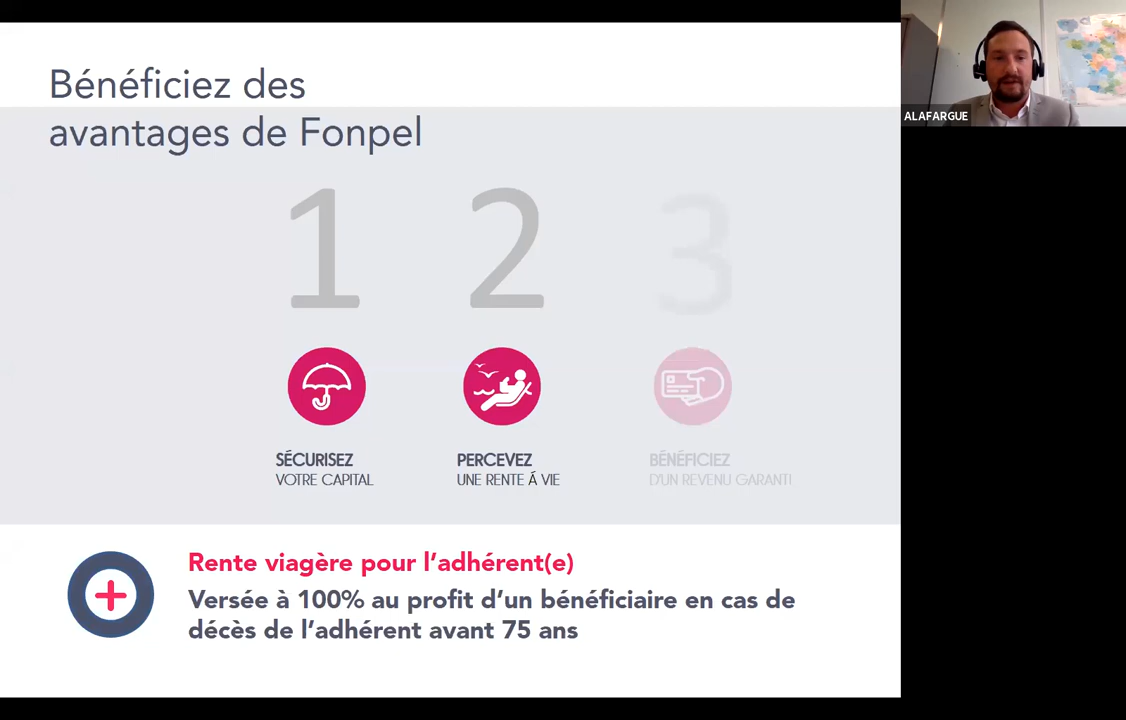 Bénéficiez des
avantages de Fonpel
ALAFARGUE
1 2 3
SÉCURISEZ
VOTRE CAPITAL
PERCEVEZ
UNE RENTE Á VIE
BÉNÉFICIEZ
D'UN REVENU GARANTI
Rente viagère pour l'adhérent(e)
Versée à 100% au profit d'un bénéficiaire en cas de
décès de l'adhérent avant 75 ans